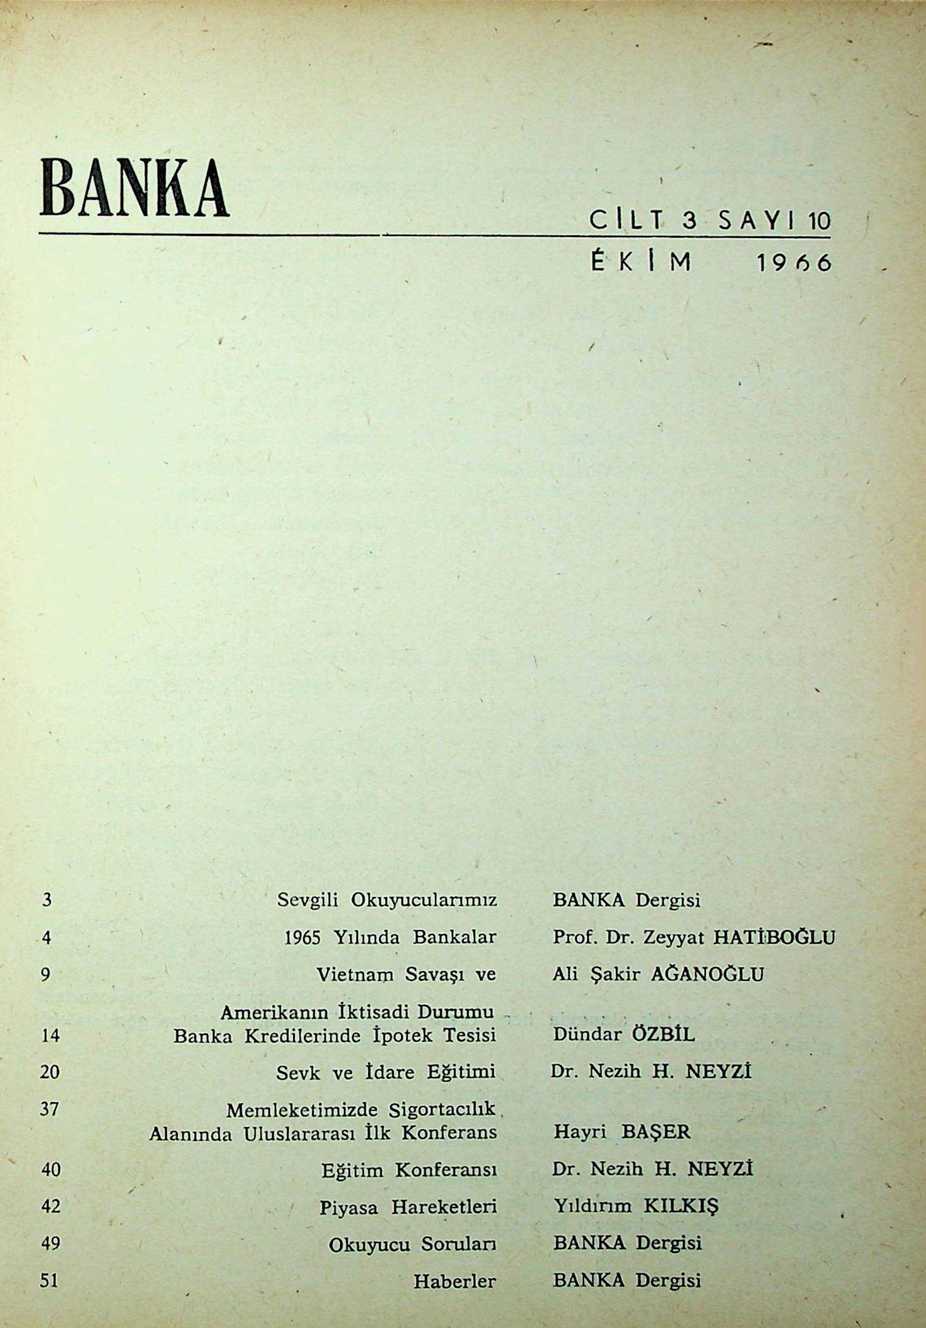 BANKA
CİLT 3 SAYI 10
ÉKİM 1966
3 Sevgili Okuyucularımız BANKA Dergisi
4 1965 Yılında Bankalar Prof. Dr. Zeyyat HATİBOĞLU
9 Vietnam Savaşı ve Ali Şakir AĞANOĞLU
Amerikanın İktisadi Durumu
14 Banka Kredilerinde İpotek Tesisi Dündar ÖZBİL
20 Sevk ve İdare Eğitimi Dr. Nezih H. NEYZİ
37 Memleketimizde Sigortacılık
Alanında Uluslararası İlk Konferans Hayri BAŞER
40 Eğitim Konferansı Dr. Nezih H. NEYZİ
42 Piyasa Hareketleri Yıldırım KILKIŞ
49 Okuyucu Soruları BANKA Dergisi
51 Haberler BANKA Dergisi